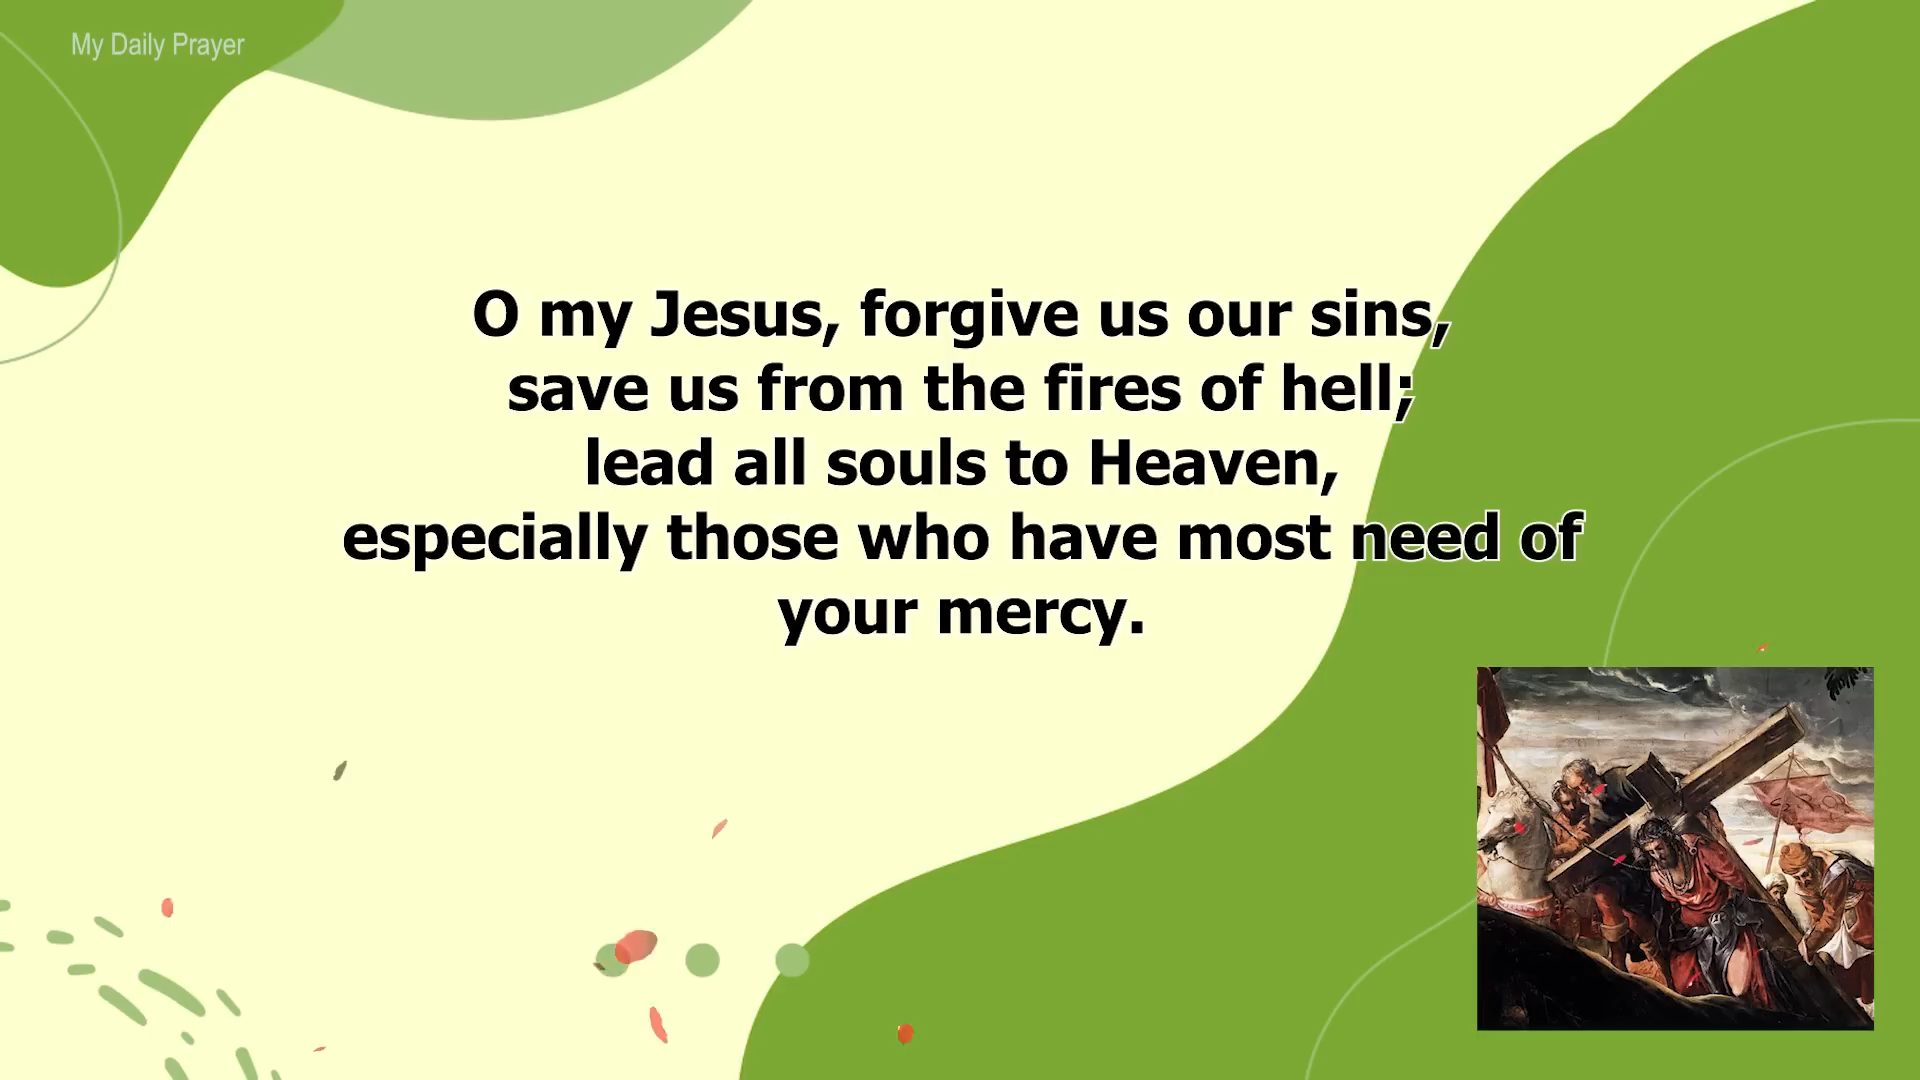 My Daily Prayer
O my Jesus, forgive us our sins,
save us from the fires of hell;
lead all souls to Heaven,
especially those who have most need of
your mercy.